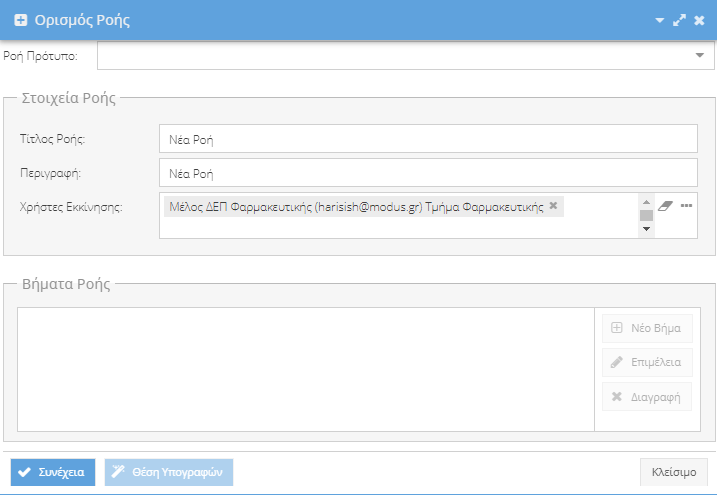 Ορισμός Ροής
Ροή Πρότυπο:
Στοιχεία Ροής
Τίτλος Ροής: Νέα Ροή
Περιγραφή: Νέα Ροή
Χρήστες Εκκίνησης: Μέλος ΔΕΠ Φαρμακευτικής (harisish@modus.gr) Τμήμα Φαρμακευτικής
Βήματα Ροής
Νέο Βήμα
Επιμέλεια
Διαγραφή
Συνέχεια Θέση Υπογραφών Κλείσιμο